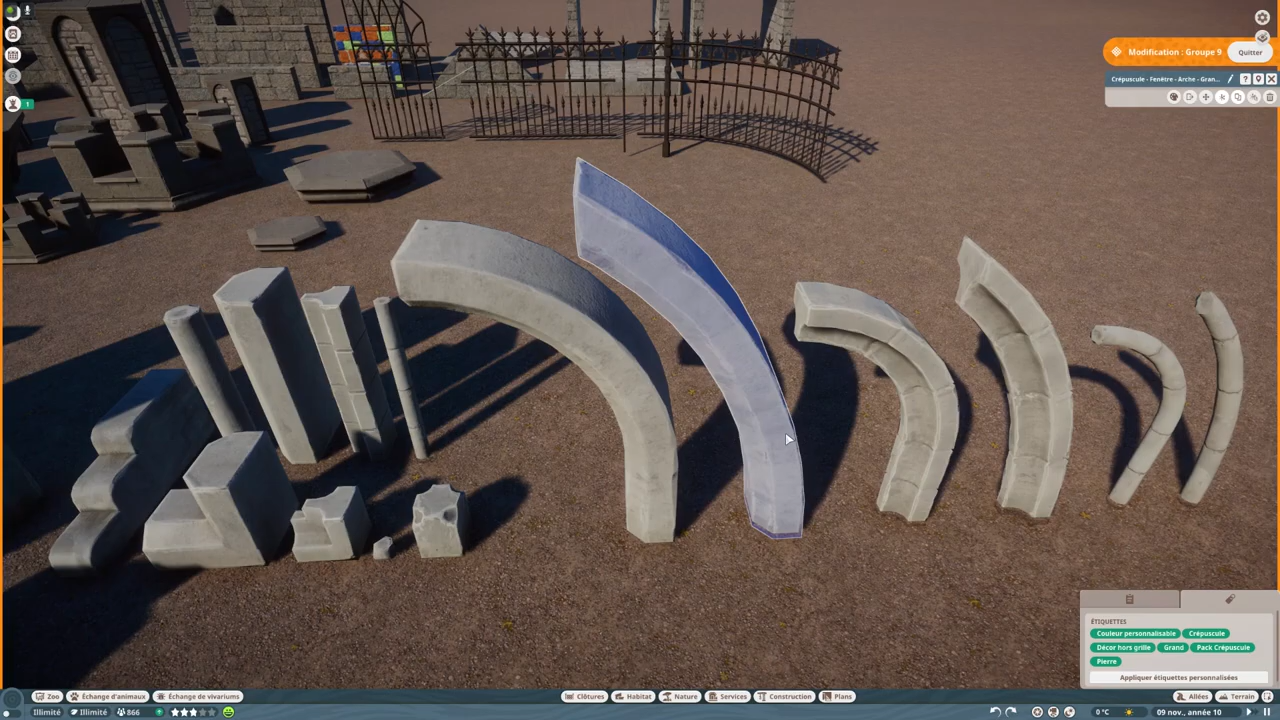 1
Modification : Groupe 9
Quitter
Crépuscule - Fenêtre - Arche - Gran...
?
ÉTIQUETTES
Couleur personnalisable
Crépuscule
Décor hors grille
Grand
Pack Crépuscule
Pierre
Appliquer étiquettes personnalisées
Zoo
Échange d'animaux
Échange de vivariums
Clôtures
Habitat
Nature
Services
Construction
Plans
Allées
Terrain
Illimité
Illimité
866
0 °C
09 nov., année 10